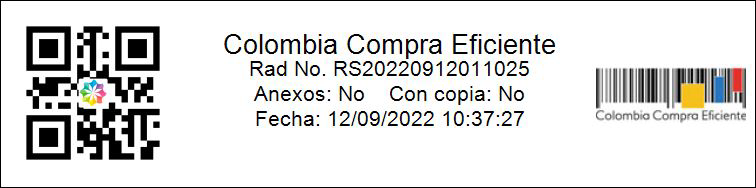 Colombia Compra Eficiente
Rad No. RS20220912011025
Anexos: No    Con copia: No
Fecha: 12/09/2022 10:37:27
Colombia Compra Eficiente